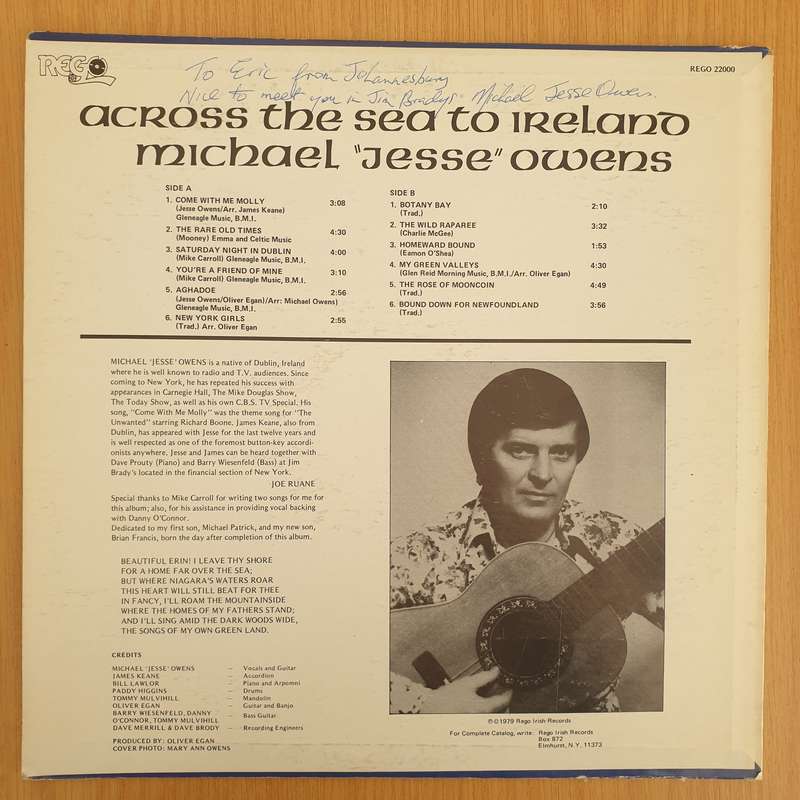 REGO
REGO 22000
To Eric from Johannesburg
Nice to meet you in Jim Bradys Michael Jesse Owens.
across the sea to ireland
michael "Jesse" owens
SIDE A
1. COME WITH ME MOLLY 3:08
(Jesse Owens/Arr. James Keane)
Gleneagle Music, B.M.I.
2. THE RARE OLD TIMES 4:30
(Mooney) Emma and Celtic Music
3. SATURDAY NIGHT IN DUBLIN 4:00
(Mike Carroll) Gleneagle Music, B.M.I.
4. YOU'RE A FRIEND OF MINE 3:10
(Mike Carroll) Gleneagle Music, B.M.I.
5. AGHADOE 2:56
(Jesse Owens/Oliver Egan)/Arr: Michael Owens)
Gleneagle Music, B.M.I.
6. NEW YORK GIRLS 2:55
(Trad.) Arr. Oliver Egan
SIDE B
1. BOTANY BAY 2:10
(Trad.)
2. THE WILD RAPAREE 3:32
(Charlie McGee)
3. HOMEWARD BOUND 1:53
(Eamon O'Shea)
4. MY GREEN VALLEYS 4:30
(Glen Reid Morning Music, B.M.I./Arr. Oliver Egan)
5. THE ROSE OF MOONCOIN 4:49
(Trad.)
6. BOUND DOWN FOR NEWFOUNDLAND 3:56
(Trad.)
MICHAEL 'JESSE' OWENS is a native of Dublin, Ireland
where he is well known to radio and T.V. audiences. Since
coming to New York, he has repeated his success with
appearances in Carnegie Hall, The Mike Douglas Show,
The Today Show, as well as his own C.B.S. TV Special. His
song, "Come With Me Molly" was the theme song for "The
Unwanted" starring Richard Boone. James Keane, also from
Dublin, has appeared with Jesse for the last twelve years and
is well respected as one of the foremost button-key accordi-
onists anywhere. Jesse and James can be heard together with
Dave Prouty (Piano) and Barry Wiesenfeld (Bass) at Jim
Brady's located in the financial section of New York.
JOE RUANE
Special thanks to Mike Carroll for writing two songs for me for
this album; also, for his assistance in providing vocal backing
with Danny O'Connor.
Dedicated to my first son, Michael Patrick, and my new son,
Brian Francis, born the day after completion of this album.
BEAUTIFUL ERIN! I LEAVE THY SHORE
FOR A HOME FAR OVER THE SEA;
BUT WHERE NIAGARA'S WATERS ROAR
THIS HEART WILL STILL BEAT FOR THEE
IN FANCY, I'LL ROAM THE MOUNTAINSIDE
WHERE THE HOMES OF MY FATHERS STAND;
AND I'LL SING AMID THE DARK WOODS WIDE,
THE SONGS OF MY OWN GREEN LAND.
CREDITS
MICHAEL 'JESSE' OWENS — Vocals and Guitar
JAMES KEANE — Accordion
BILL LAWLOR — Piano and Arpomni
PADDY HIGGINS — Drums
TOMMY MULVIHILL — Mandolin
OLIVER EGAN — Guitar and Banjo
BARRY WIESENFELD, DANNY
O'CONNOR, TOMMY MULVIHILL — Bass Guitar
DAVE MERRILL & DAVE BRODY — Recording Engineers
PRODUCED BY: OLIVER EGAN
COVER PHOTO: MARY ANN OWENS
℗©1979 Rego Irish Records
For Complete Catalog, write: Rego Irish Records
Box 872
Elmhurst, N.Y. 11373